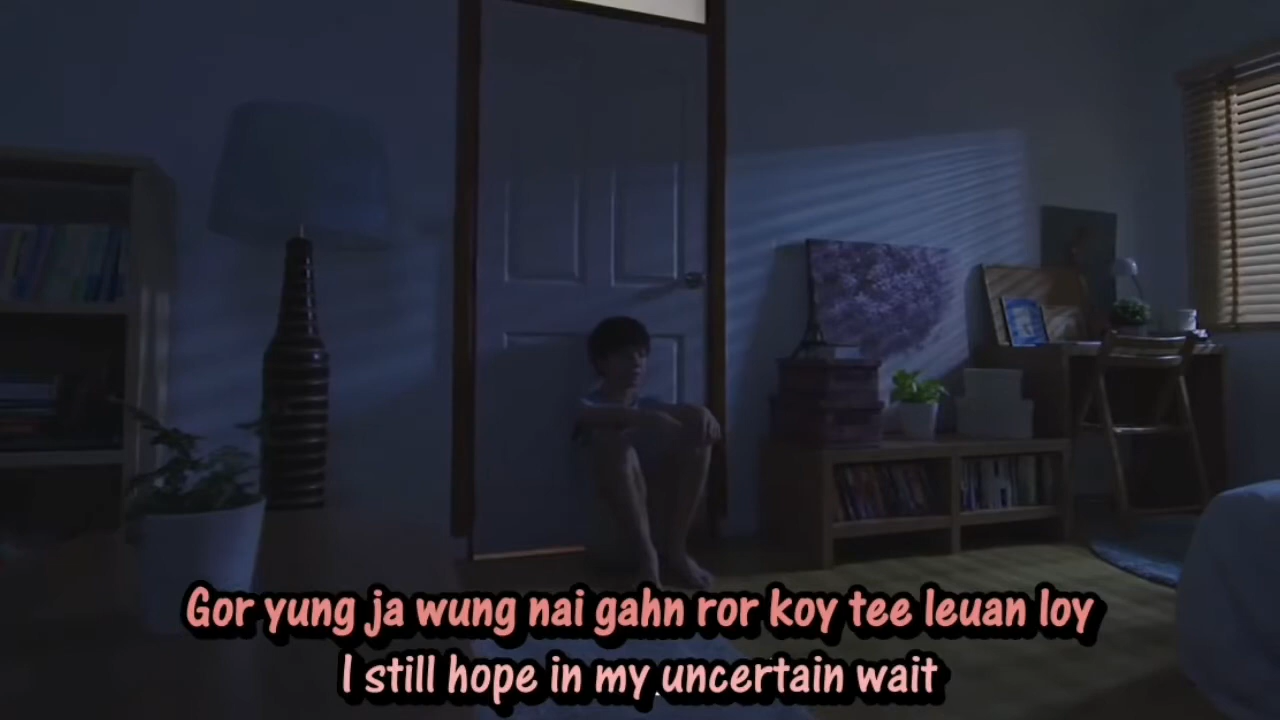 Gor yung ja wung nai gahn ror koy tee leuan loy
I still hope in my uncertain wait